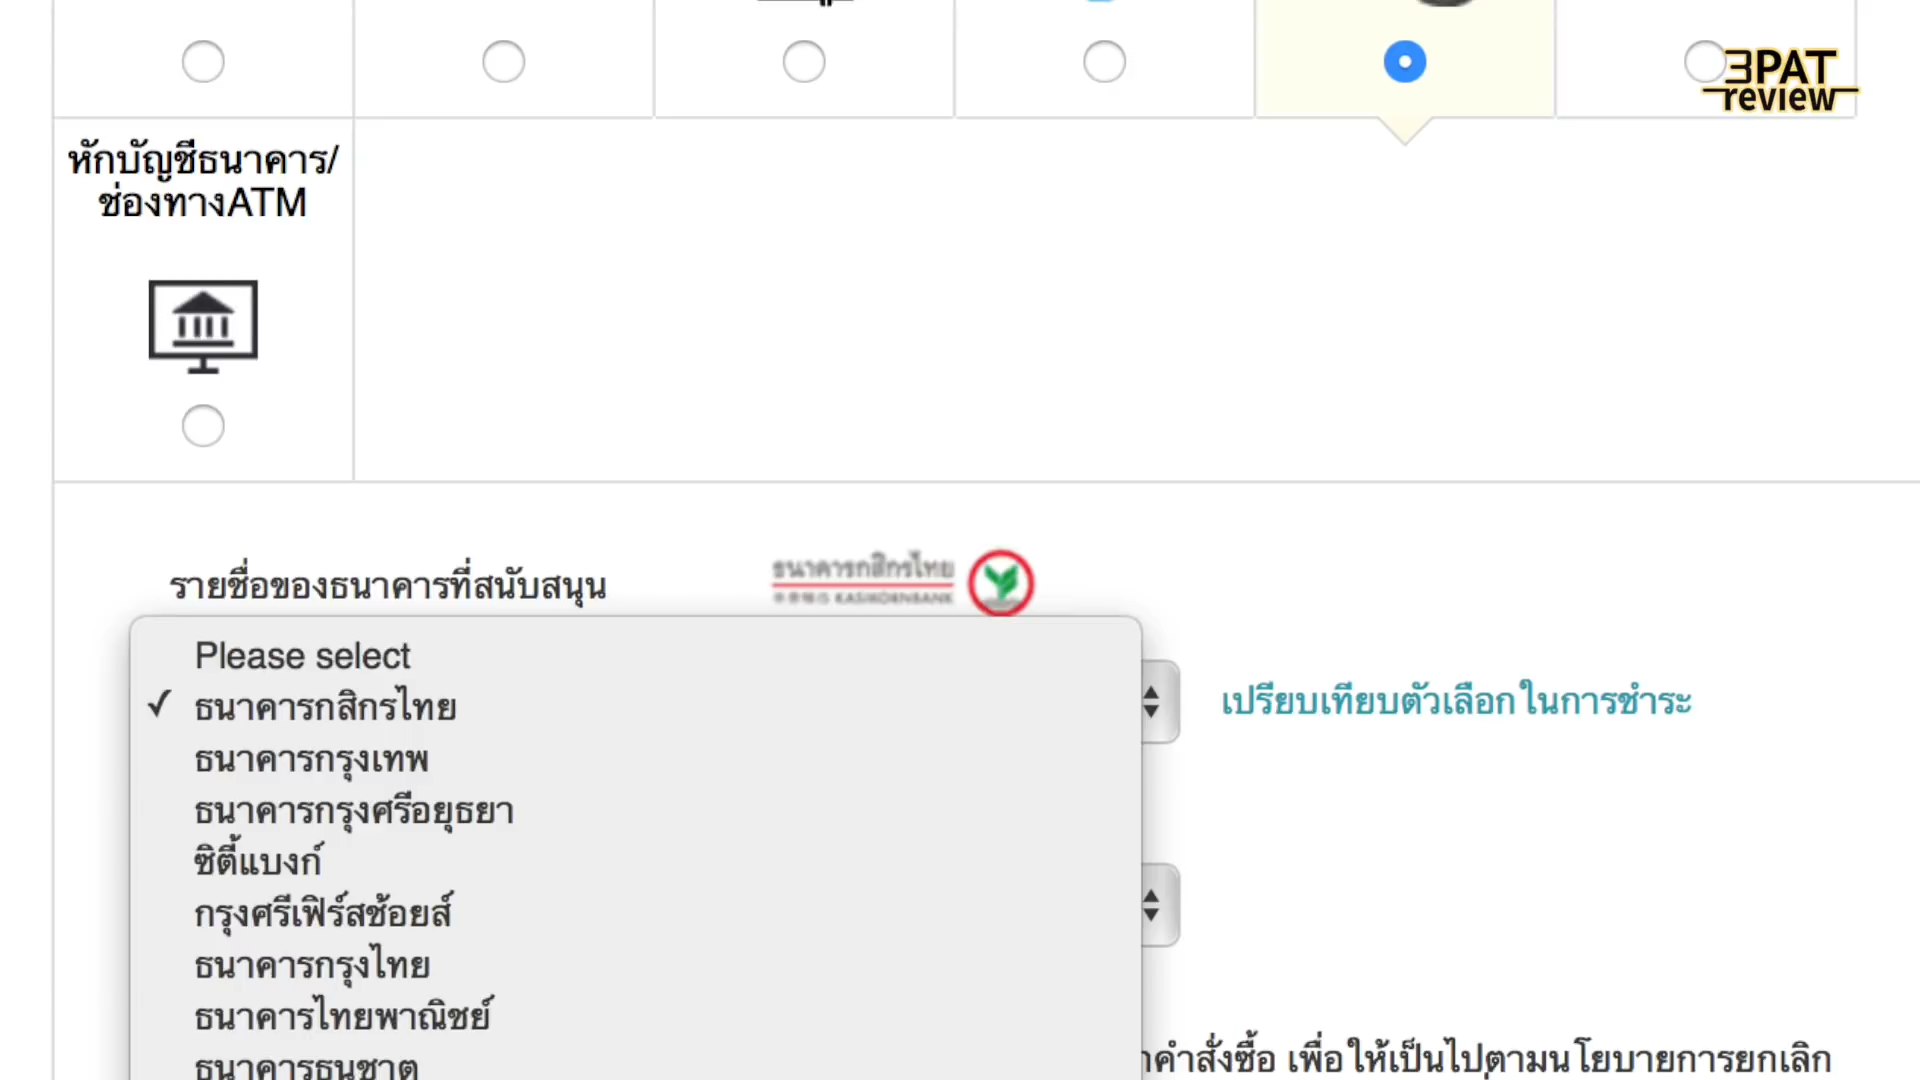 3PAT
review
หักบัญชีธนาคาร/
ช่องทางATM
รายชื่อของธนาคารที่สนับสนุน
ธนาคารกสิกรไทย
KASIKORNBANK
Please select
✓ ธนาคารกสิกรไทย
เปรียบเทียบตัวเลือกในการชำระ
ธนาคารกรุงเทพ
ธนาคารกรุงศรีอยุธยา
ซิตี้แบงก์
กรุงศรีเฟิร์สช้อยส์
ธนาคารกรุงไทย
ธนาคารไทยพาณิชย์
ธนาคารธนชาต
คำสั่งซื้อ เพื่อให้เป็นไปตามนโยบายการยกเลิก